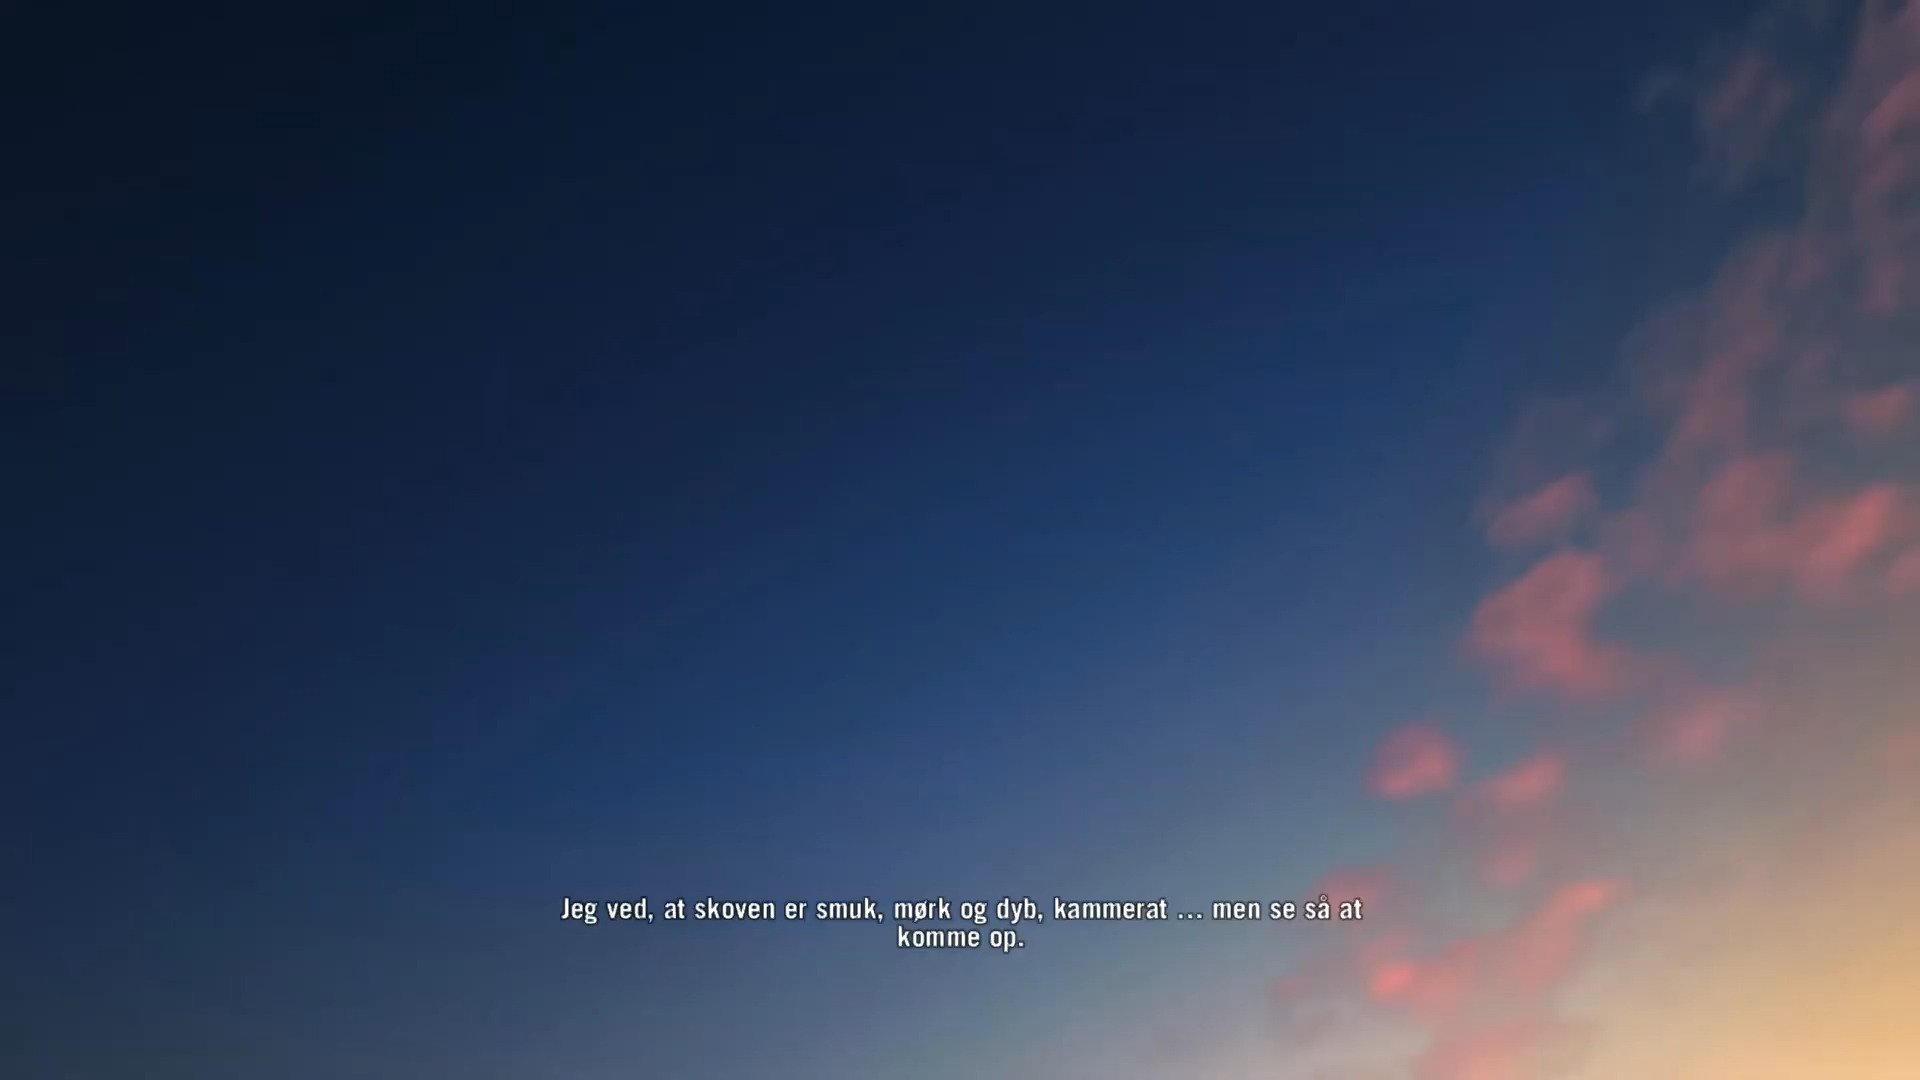 Jeg ved, at skoven er smuk, mørk og dyb, kammerat ... men se så at
komme op.